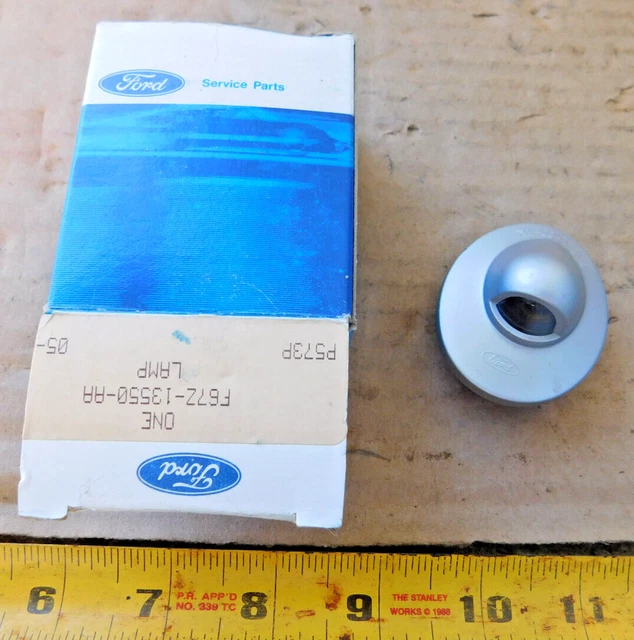 Ford Service Parts
05- P573P
LAMP
F67Z-13550-AA
ONE
Ford
Ford
6 7 P.R. APP'D NO. 339 TC 8 9 THE STANLEY WORKS © 1988 10 11